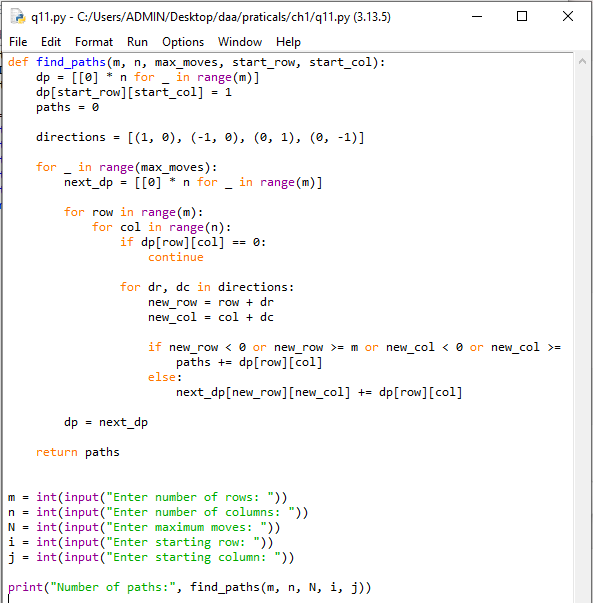 q11.py - C:/Users/ADMIN/Desktop/daa/praticals/ch1/q11.py (3.13.5)
File Edit Format Run Options Window Help
def find_paths(m, n, max_moves, start_row, start_col):
    dp = [[0] * n for _ in range(m)]
    dp[start_row][start_col] = 1
    paths = 0

    directions = [(1, 0), (-1, 0), (0, 1), (0, -1)]

    for _ in range(max_moves):
        next_dp = [[0] * n for _ in range(m)]

        for row in range(m):
            for col in range(n):
                if dp[row][col] == 0:
                    continue

                for dr, dc in directions:
                    new_row = row + dr
                    new_col = col + dc

                    if new_row < 0 or new_row >= m or new_col < 0 or new_col >=
                        paths += dp[row][col]
                    else:
                        next_dp[new_row][new_col] += dp[row][col]

        dp = next_dp

    return paths


m = int(input("Enter number of rows: "))
n = int(input("Enter number of columns: "))
N = int(input("Enter maximum moves: "))
i = int(input("Enter starting row: "))
j = int(input("Enter starting column: "))

print("Number of paths:", find_paths(m, n, N, i, j))